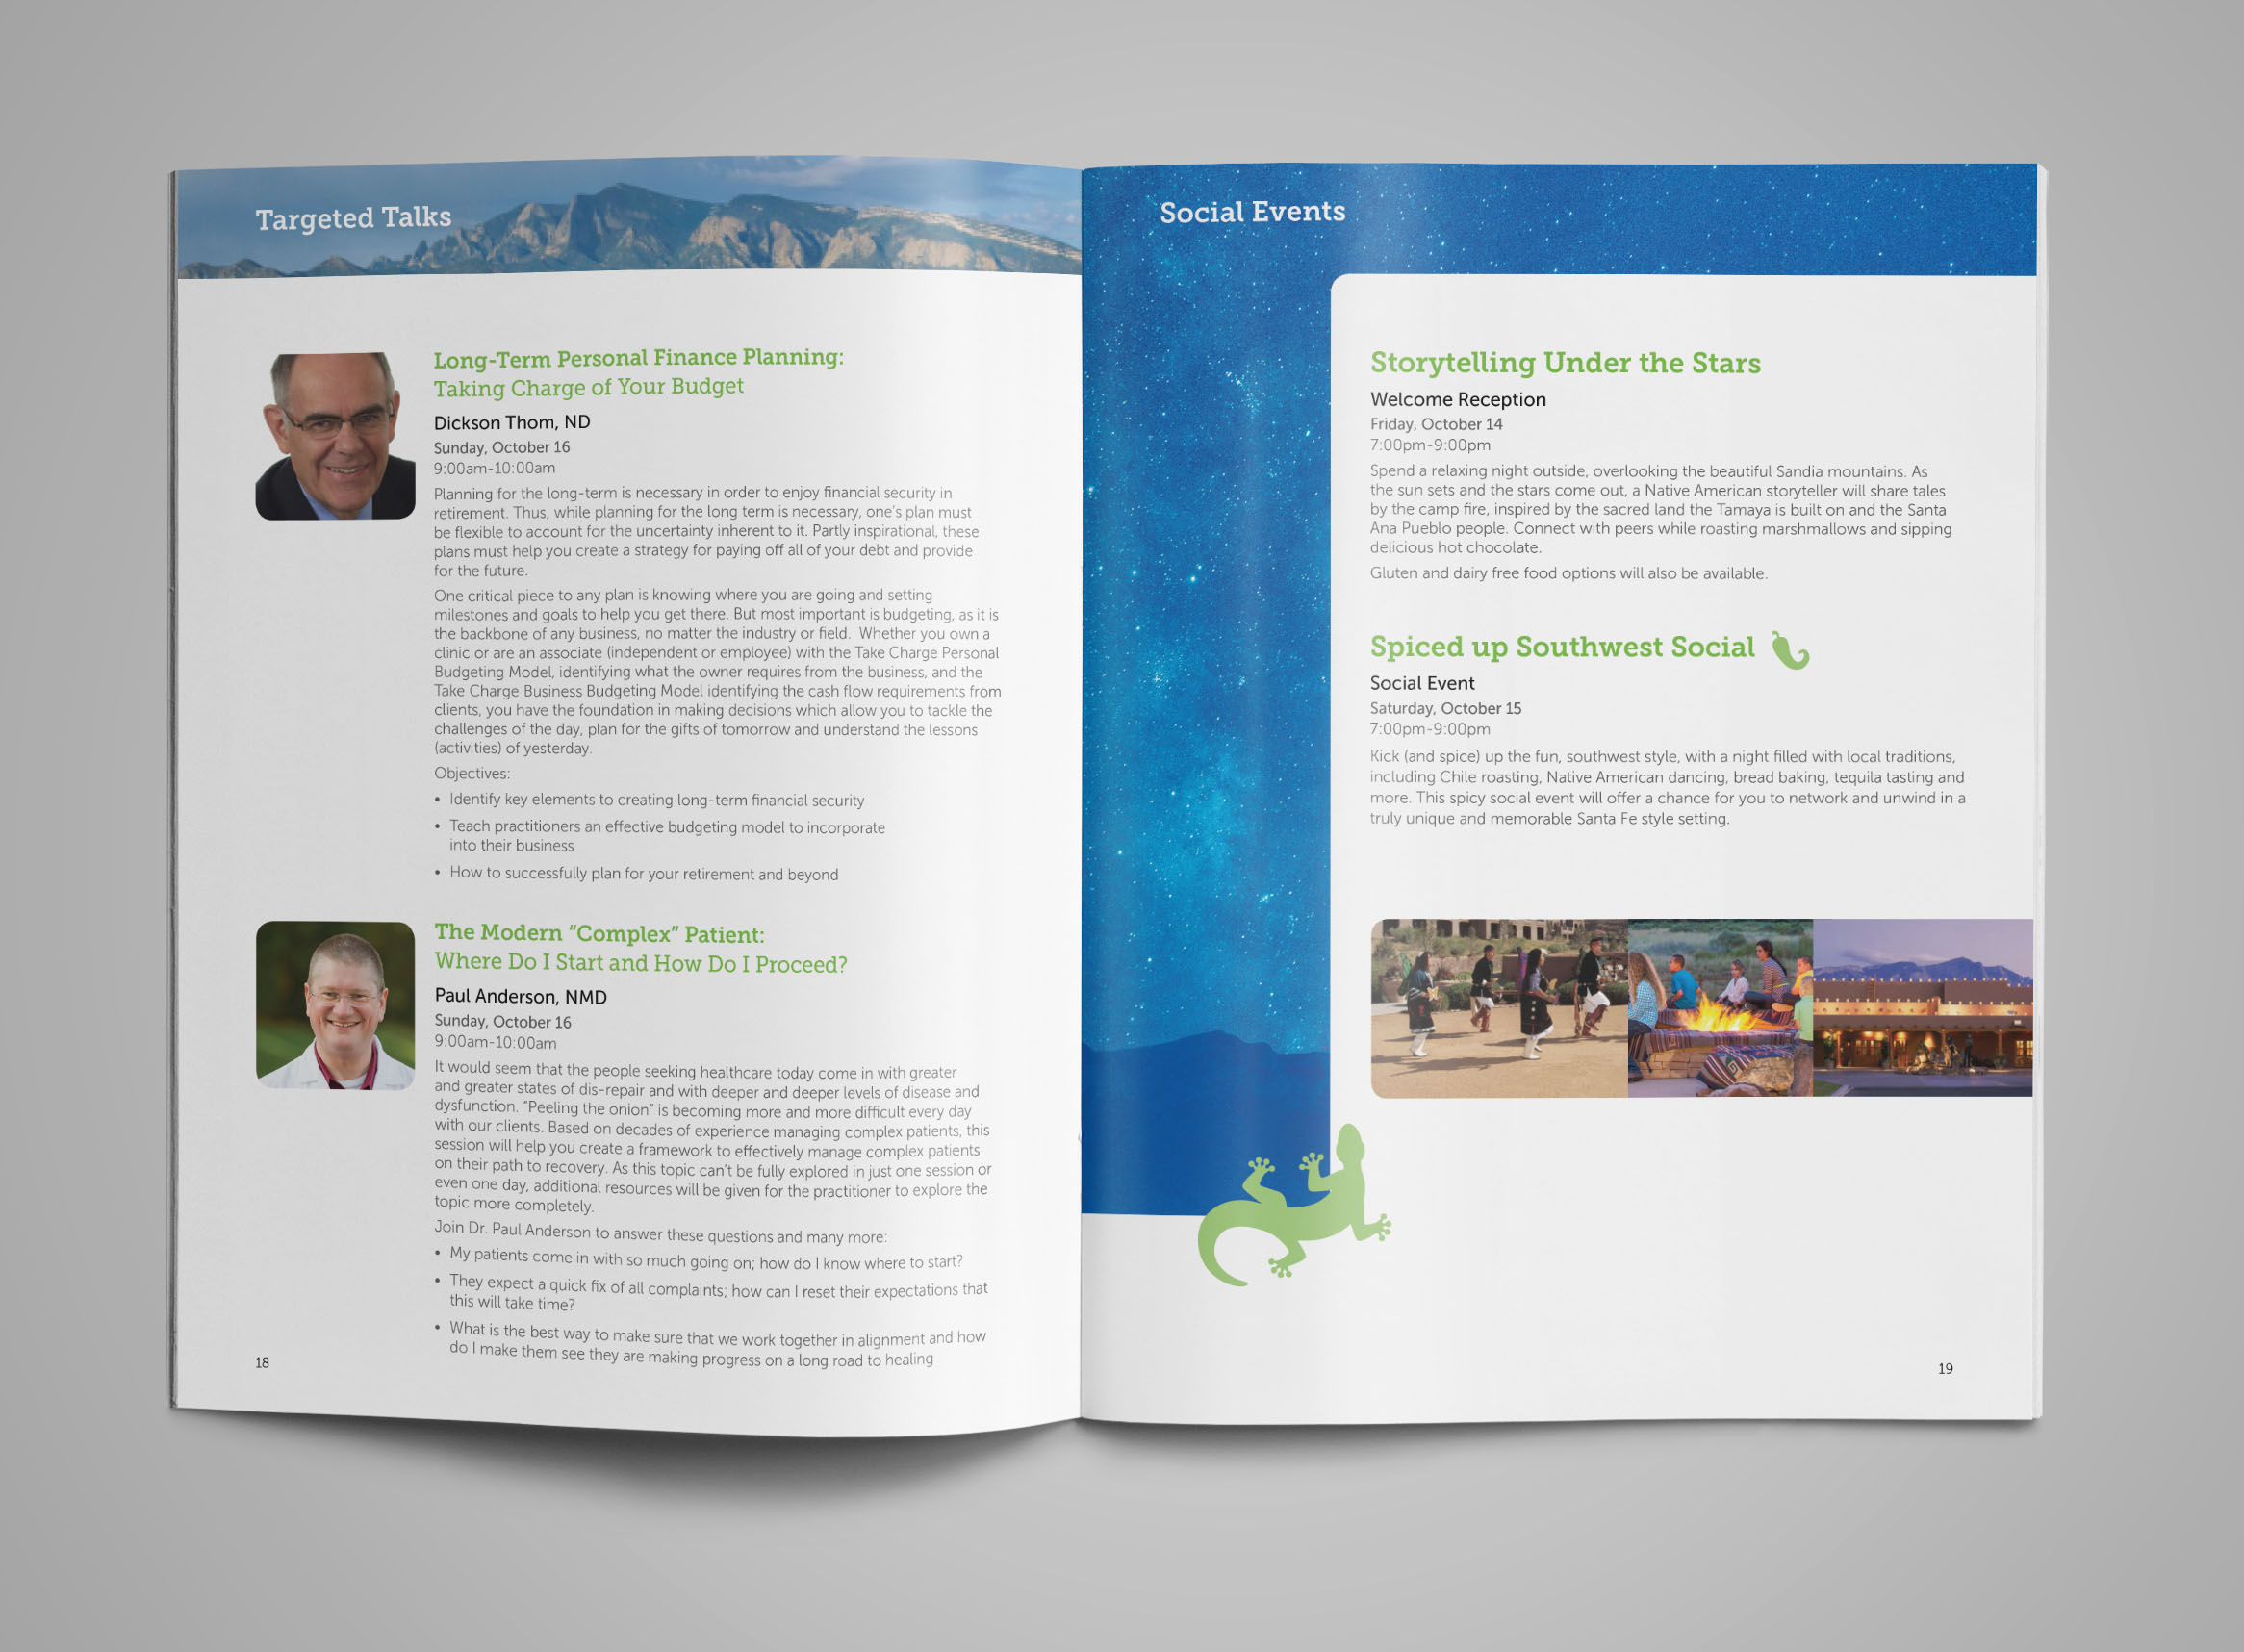 Targeted Talks
Long-Term Personal Finance Planning:
Taking Charge of Your Budget
Dickson Thom, ND
Sunday, October 16
9:00am-10:00am
Planning for the long-term is necessary in order to enjoy financial security in
retirement. Thus, while planning for the long term is necessary, one's plan must
be flexible to account for the uncertainty inherent to it. Partly inspirational, these
plans must help you create a strategy for paying off all of your debt and provide
for the future.
One critical piece to any plan is knowing where you are going and setting
milestones and goals to help you get there. But most important is budgeting, as it is
the backbone of any business, no matter the industry or field. Whether you own a
clinic or are an associate (independent or employee) with the Take Charge Personal
Budgeting Model, identifying what the owner requires from the business, and the
Take Charge Business Budgeting Model identifying the cash flow requirements from
clients, you have the foundation in making decisions which allow you to tackle the
challenges of the day, plan for the gifts of tomorrow and understand the lessons
(activities) of yesterday.
Objectives:
• Identify key elements to creating long-term financial security
• Teach practitioners an effective budgeting model to incorporate
into their business
• How to successfully plan for your retirement and beyond
The Modern “Complex” Patient:
Where Do I Start and How Do I Proceed?
Paul Anderson, NMD
Sunday, October 16
9:00am-10:00am
It would seem that the people seeking healthcare today come in with greater
and greater states of dis-repair and with deeper and deeper levels of disease and
dysfunction. "Peeling the onion" is becoming more and more difficult every day
with our clients. Based on decades of experience managing complex patients, this
session will help you create a framework to effectively manage complex patients
on their path to recovery. As this topic can't be fully explored in just one session or
even one day, additional resources will be given for the practitioner to explore the
topic more completely.
Join Dr. Paul Anderson to answer these questions and many more:
• My patients come in with so much going on; how do I know where to start?
• They expect a quick fix of all complaints; how can I reset their expectations that
this will take time?
• What is the best way to make sure that we work together in alignment and how
do I make them see they are making progress on a long road to healing
18
Social Events
Storytelling Under the Stars
Welcome Reception
Friday, October 14
7:00pm-9:00pm
Spend a relaxing night outside, overlooking the beautiful Sandia mountains. As
the sun sets and the stars come out, a Native American storyteller will share tales
by the camp fire, inspired by the sacred land the Tamaya is built on and the Santa
Ana Pueblo people. Connect with peers while roasting marshmallows and sipping
delicious hot chocolate.
Gluten and dairy free food options will also be available.
Spiced up Southwest Social
Social Event
Saturday, October 15
7:00pm-9:00pm
Kick (and spice) up the fun, southwest style, with a night filled with local traditions,
including Chile roasting, Native American dancing, bread baking, tequila tasting and
more. This spicy social event will offer a chance for you to network and unwind in a
truly unique and memorable Santa Fe style setting.
19